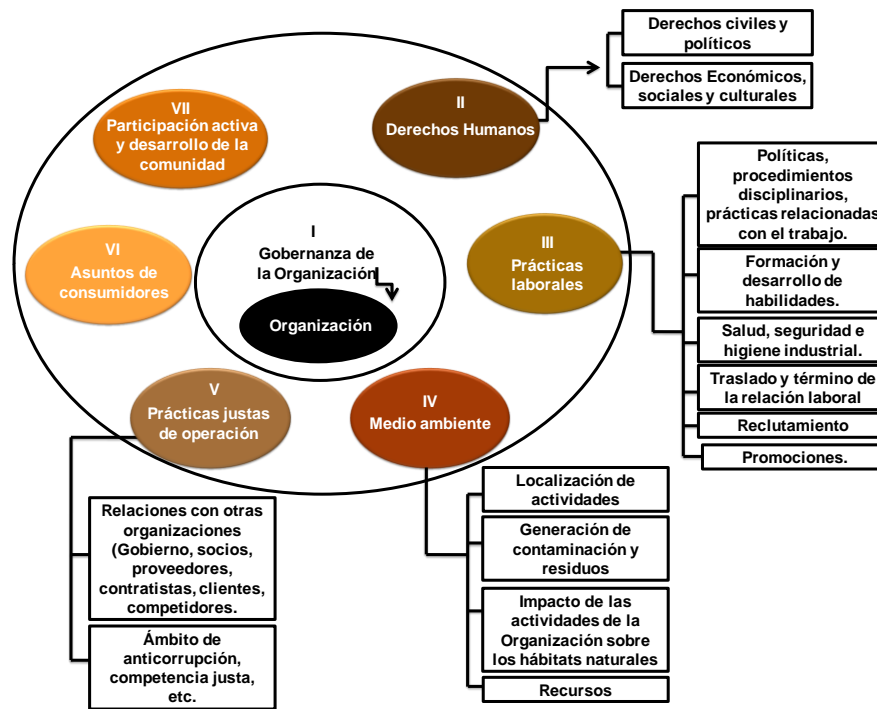 I
Gobernanza de
la Organización
Organización
II
Derechos Humanos
Derechos civiles y
políticos
Derechos Económicos,
sociales y culturales
III
Prácticas
laborales
Políticas,
procedimientos
disciplinarios,
prácticas relacionadas
con el trabajo.
Formación y
desarrollo de
habilidades.
Salud, seguridad e
higiene industrial.
Traslado y término de
la relación laboral
Reclutamiento
Promociones.
IV
Medio ambiente
Localización de
actividades
Generación de
contaminación y
residuos
Impacto de las
actividades de la
Organización sobre
los hábitats naturales
Recursos
V
Prácticas justas
de operación
Relaciones con otras
organizaciones
(Gobierno, socios,
proveedores,
contratistas, clientes,
competidores.
Ámbito de
anticorrupción,
competencia justa,
etc.
VI
Asuntos de
consumidores
VII
Participación activa
y desarrollo de la
comunidad